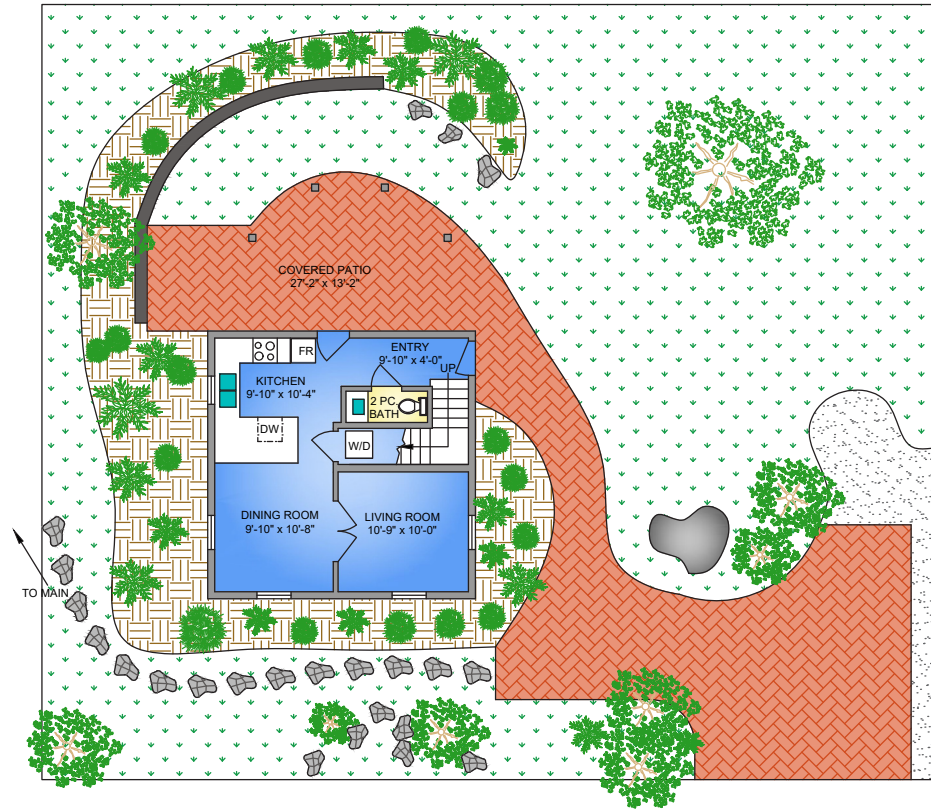 COVERED PATIO
27'-2" x 13'-2"
FR
ENTRY
9'-10" x 4'-0"
UP
KITCHEN
9'-10" x 10'-4"
2 PC.
BATH
DW
W/D
DINING ROOM
9'-10" x 10'-8"
LIVING ROOM
10'-9" x 10'-0"
TO MAIN